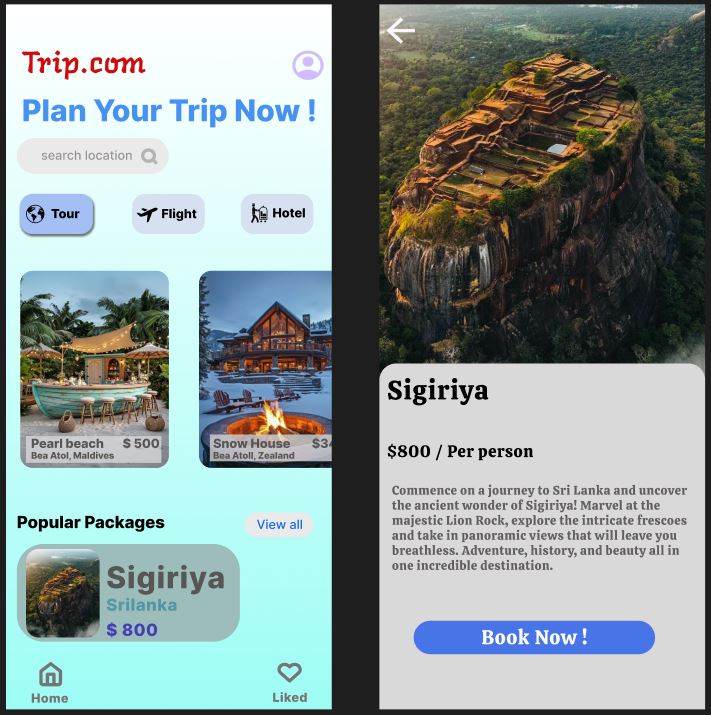 Trip.com
Plan Your Trip Now !
search location
Tour
Flight
Hotel
Pearl beach $ 500
Bea Atol, Maldives
Snow House $34
Bea Atoll, Zealand
Popular Packages
View all
Sigiriya
Srilanka
$ 800
Home
Liked
Sigiriya
$800 / Per person
Commence on a journey to Sri Lanka and uncover
the ancient wonder of Sigiriya! Marvel at the
majestic Lion Rock, explore the intricate frescoes
and take in panoramic views that will leave you
breathless. Adventure, history, and beauty all in
one incredible destination.
Book Now !